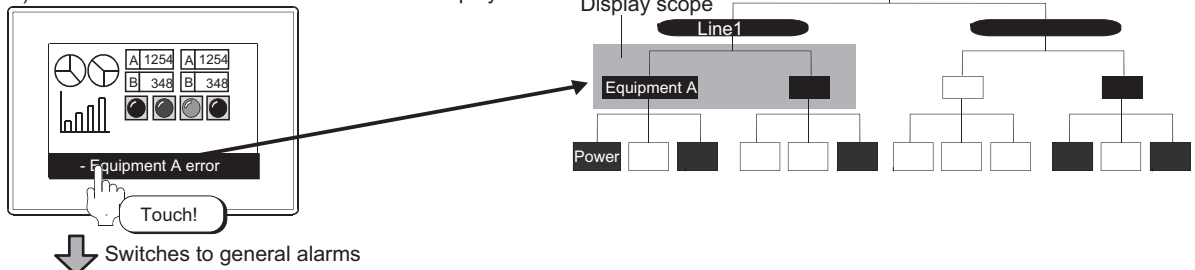 Display scope
Line1
A 1254 A 1254
B 348 B 348
Equipment A
Power
- Equipment A error
Touch!
Switches to general alarms